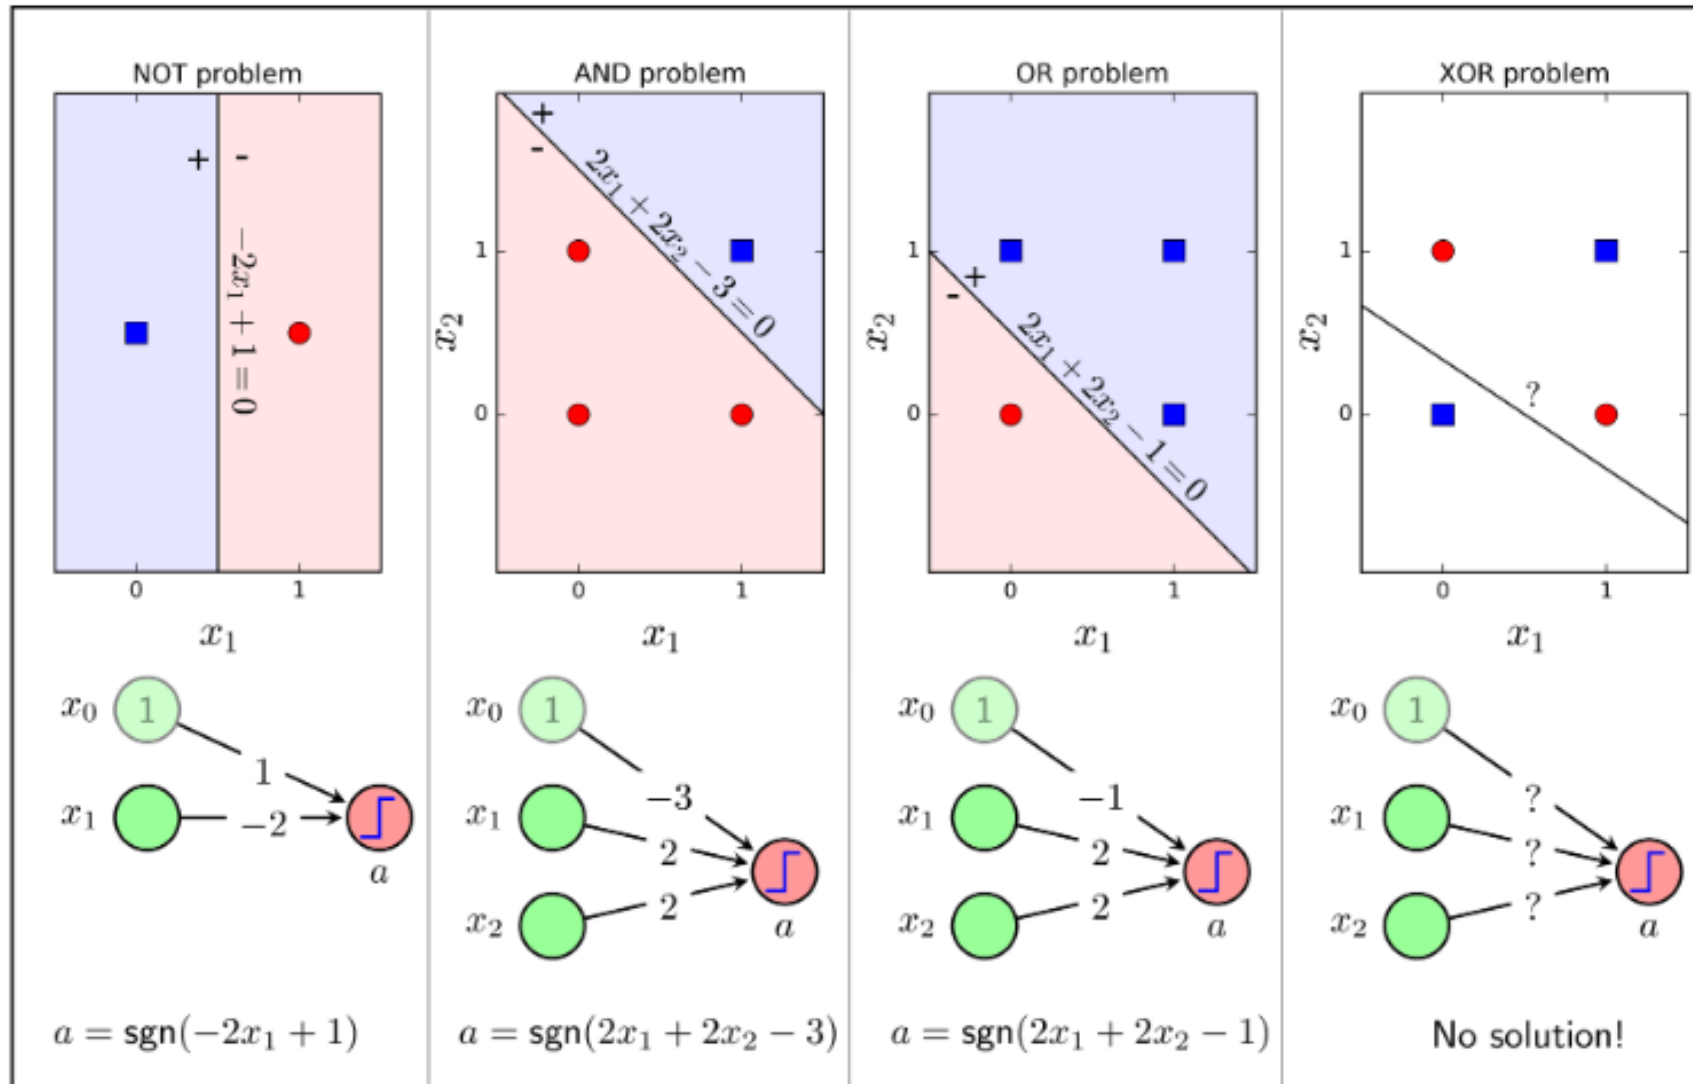 NOT problem
+ -
−2x₁ + 1 = 0
0 1
x₁
x₀ 1
1
x₁ −2
a
a = sgn(−2x₁ + 1)
AND problem
+
-
2x₁ + 2x₂ − 3 = 0
1
x₂
0
0 1
x₁
x₀ 1
−3
x₁
2
x₂ 2
a
a = sgn(2x₁ + 2x₂ − 3)
OR problem
1
+
-
2x₁ + 2x₂ − 1 = 0
x₂
0
0 1
x₁
x₀ 1
−1
x₁
2
x₂ 2
a
a = sgn(2x₁ + 2x₂ − 1)
XOR problem
1
x₂
?
0
0 1
x₁
x₀ 1
?
x₁
?
x₂ ?
a
No solution!